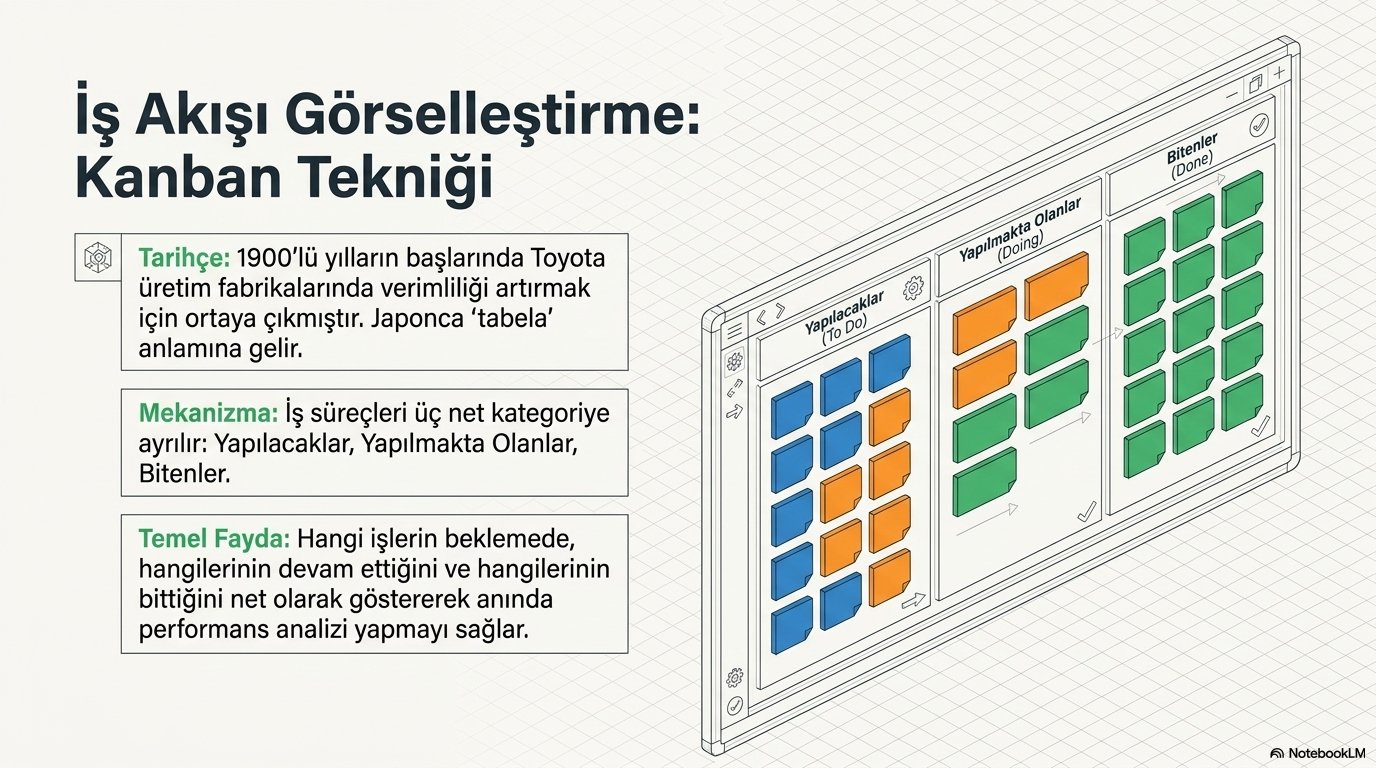 İş Akışı Görselleştirme:
Kanban Tekniği
Tarihçe: 1900’lü yılların başlarında Toyota
üretim fabrikalarında verimliliği artırmak
için ortaya çıkmıştır. Japonca ‘tabela’
anlamına gelir.
Mekanizma: İş süreçleri üç net kategoriye
ayrılır: Yapılacaklar, Yapılmakta Olanlar,
Bitenler.
Temel Fayda: Hangi işlerin beklemede,
hangilerinin devam ettiğini ve hangilerinin
bittiğini net olarak göstererek anında
performans analizi yapmayı sağlar.
Yapılacaklar
(To Do)
Yapılmakta Olanlar
(Doing)
Bitenler
(Done)
NotebookLM